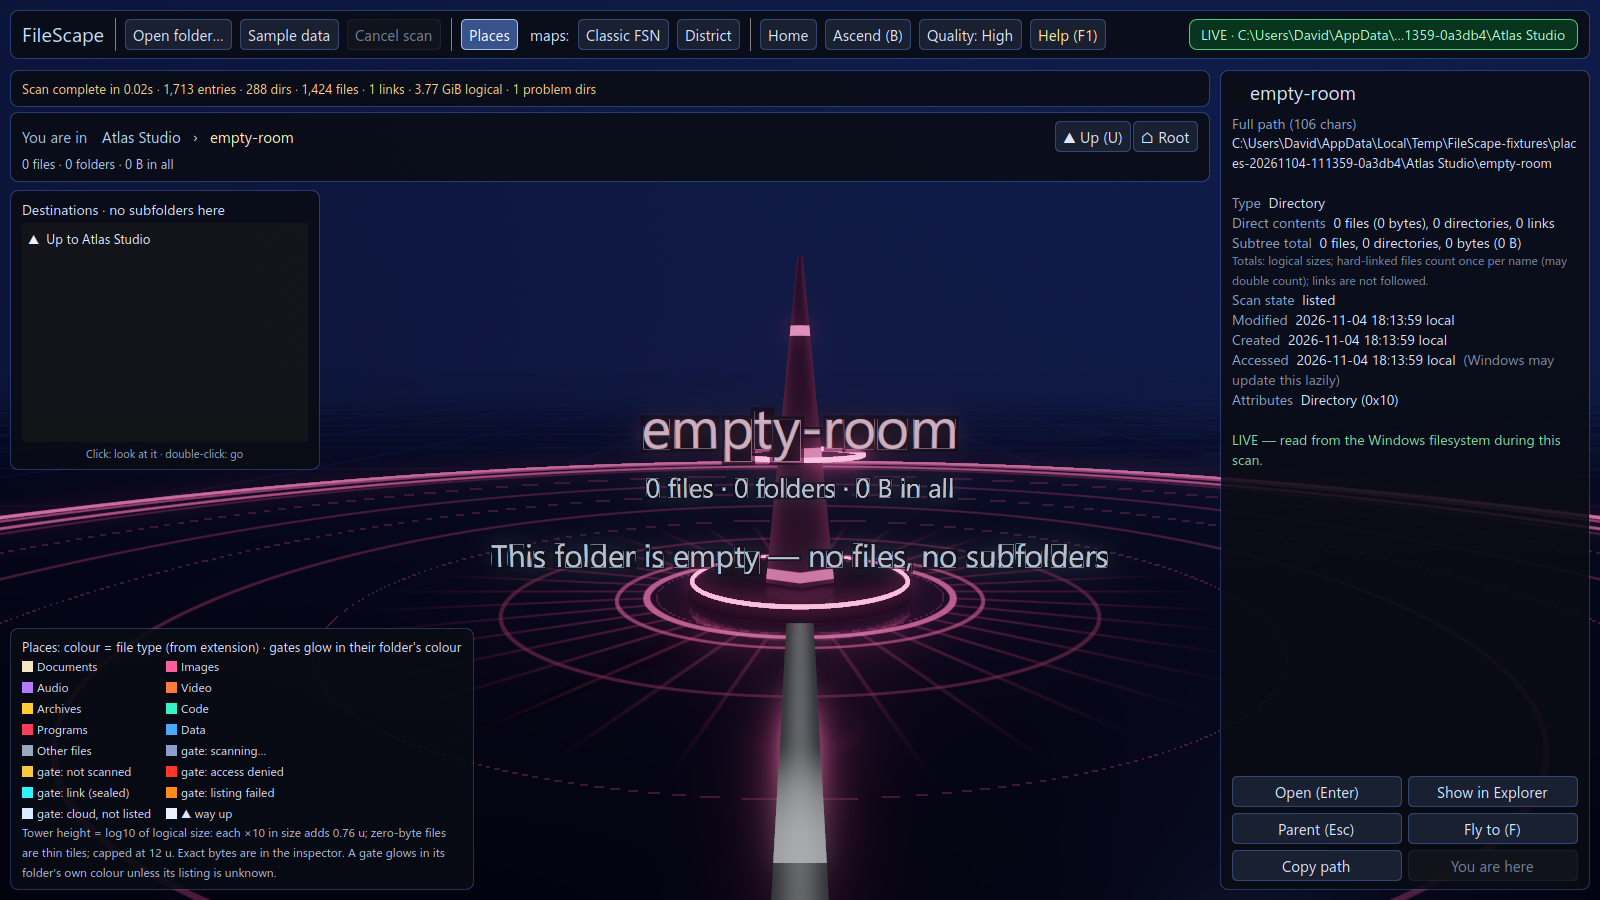 FileScape Open folder... Sample data Cancel scan Places maps: Classic FSN District Home Ascend (B) Quality: High Help (F1) LIVE · C:\Users\David\AppData\...1359-0a3db4\Atlas Studio
Scan complete in 0.02s · 1,713 entries · 288 dirs · 1,424 files · 1 links · 3.77 GiB logical · 1 problem dirs
You are in Atlas Studio › empty-room ▲ Up (U) ⌂ Root
0 files · 0 folders · 0 B in all
Destinations · no subfolders here
▲ Up to Atlas Studio
Click: look at it · double-click: go
empty-room
0 files · 0 folders · 0 B in all
This folder is empty — no files, no subfolders
Places: colour = file type (from extension) · gates glow in their folder's colour
Documents Images
Audio Video
Archives Code
Programs Data
Other files gate: scanning...
gate: not scanned gate: access denied
gate: link (sealed) gate: listing failed
gate: cloud, not listed ▲ way up
Tower height = log10 of logical size: each ×10 in size adds 0.76 u; zero-byte files
are thin tiles; capped at 12 u. Exact bytes are in the inspector. A gate glows in its
folder's own colour unless its listing is unknown.
empty-room
Full path (106 chars)
C:\Users\David\AppData\Local\Temp\FileScape-fixtures\plac
es-20261104-111359-0a3db4\Atlas Studio\empty-room
Type Directory
Direct contents 0 files (0 bytes), 0 directories, 0 links
Subtree total 0 files, 0 directories, 0 bytes (0 B)
Totals: logical sizes; hard-linked files count once per name (may
double count); links are not followed.
Scan state listed
Modified 2026-11-04 18:13:59 local
Created 2026-11-04 18:13:59 local
Accessed 2026-11-04 18:13:59 local (Windows may
update this lazily)
Attributes Directory (0x10)
LIVE — read from the Windows filesystem during this
scan.
Open (Enter) Show in Explorer
Parent (Esc) Fly to (F)
Copy path You are here